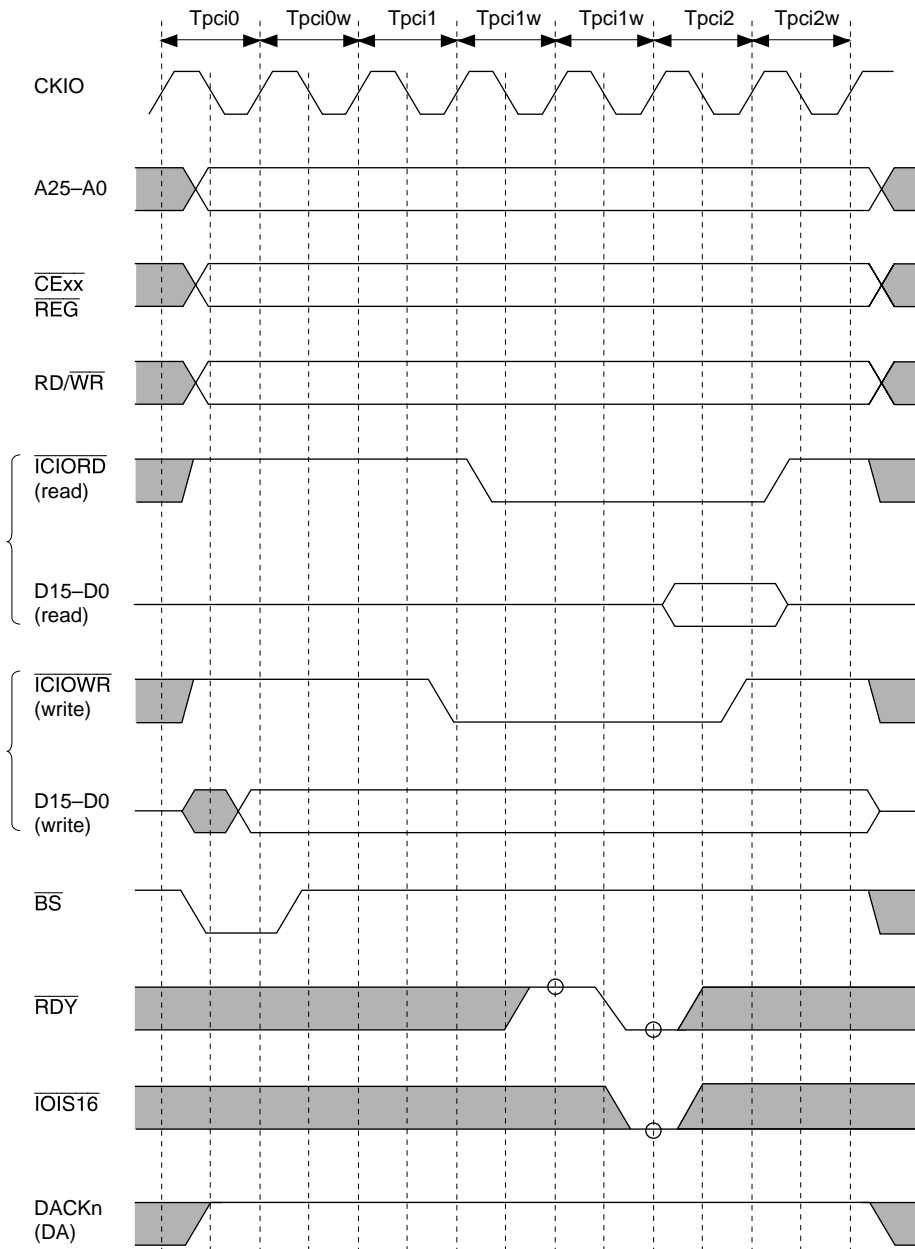 Tpci0 Tpci0w Tpci1 Tpci1w Tpci1w Tpci2 Tpci2w
CKIO
A25–A0
CExx
REG
RD/WR
ICIORD
(read)
D15–D0
(read)
ICIOWR
(write)
D15–D0
(write)
BS
RDY
IOIS16
DACKn
(DA)